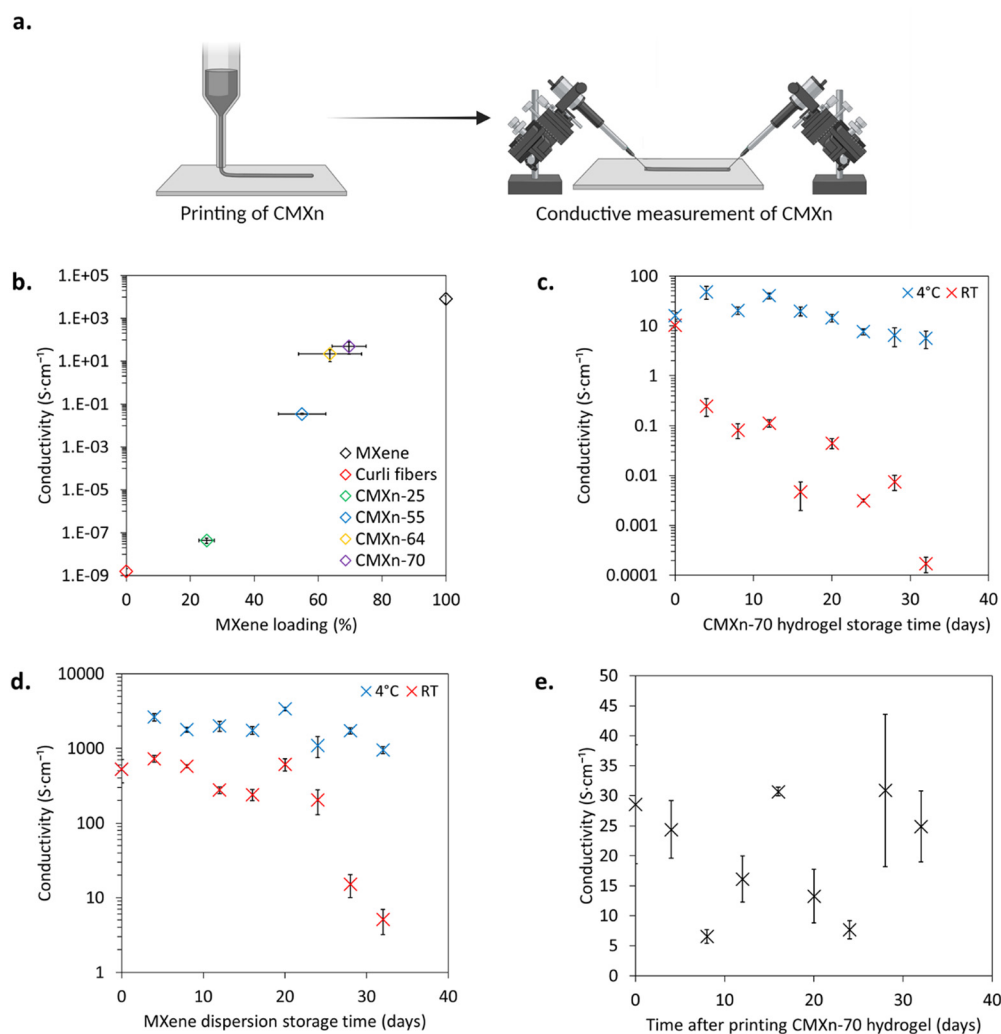 a.
Printing of CMXn
Conductive measurement of CMXn
b.
Conductivity (S·cm⁻¹)
1.E+05
1.E+03
1.E+01
1.E-01
1.E-03
1.E-05
1.E-07
1.E-09
MXene
Curli fibers
CMXn-25
CMXn-55
CMXn-64
CMXn-70
0 20 40 60 80 100
MXene loading (%)
c.
Conductivity (S·cm⁻¹)
100
10
1
0.1
0.01
0.001
0.0001
4°C RT
0 10 20 30 40
CMXn-70 hydrogel storage time (days)
d.
Conductivity (S·cm⁻¹)
10000
1000
100
10
1
4°C RT
0 10 20 30 40
MXene dispersion storage time (days)
e.
Conductivity (S·cm⁻¹)
50
45
40
35
30
25
20
15
10
5
0
0 10 20 30 40
Time after printing CMXn-70 hydrogel (days)